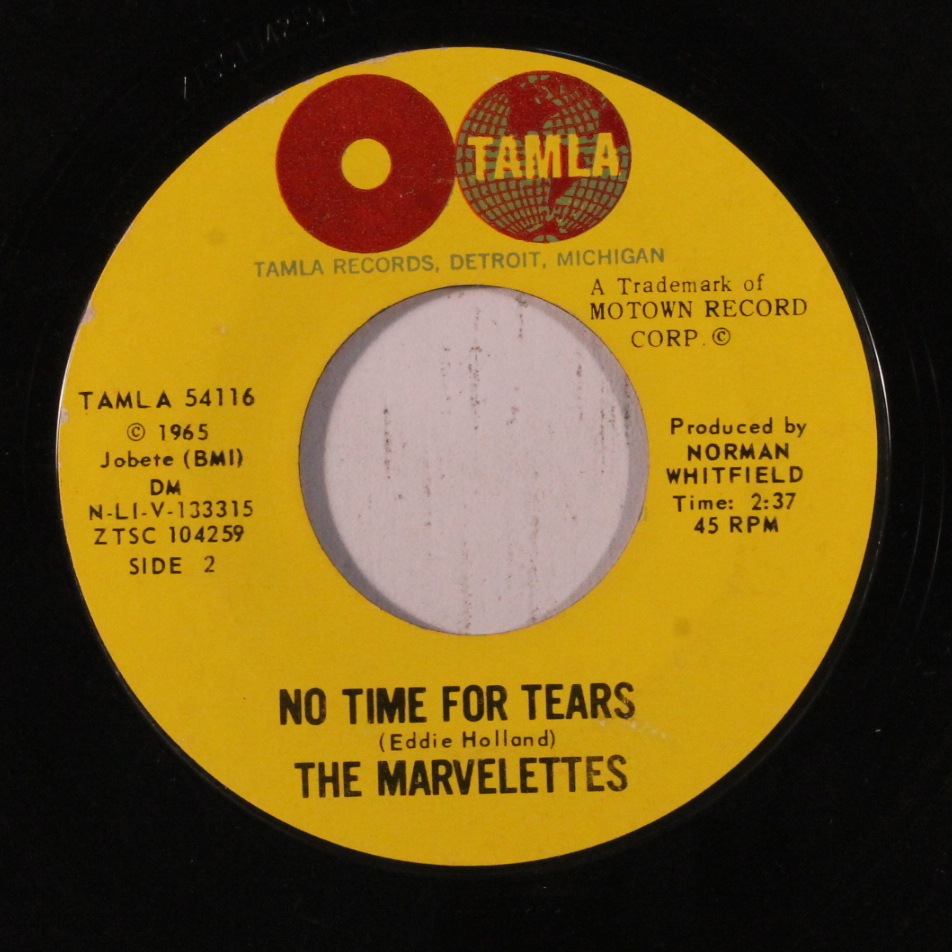 TAMLA
TAMLA RECORDS, DETROIT, MICHIGAN
A Trademark of
MOTOWN RECORD
CORP. ©
TAMLA 54116
© 1965
Jobete (BMI)
DM
N-LI-V-133315
ZTSC 104259
SIDE 2
Produced by
NORMAN
WHITFIELD
Time: 2:37
45 RPM
NO TIME FOR TEARS
(Eddie Holland)
THE MARVELETTES